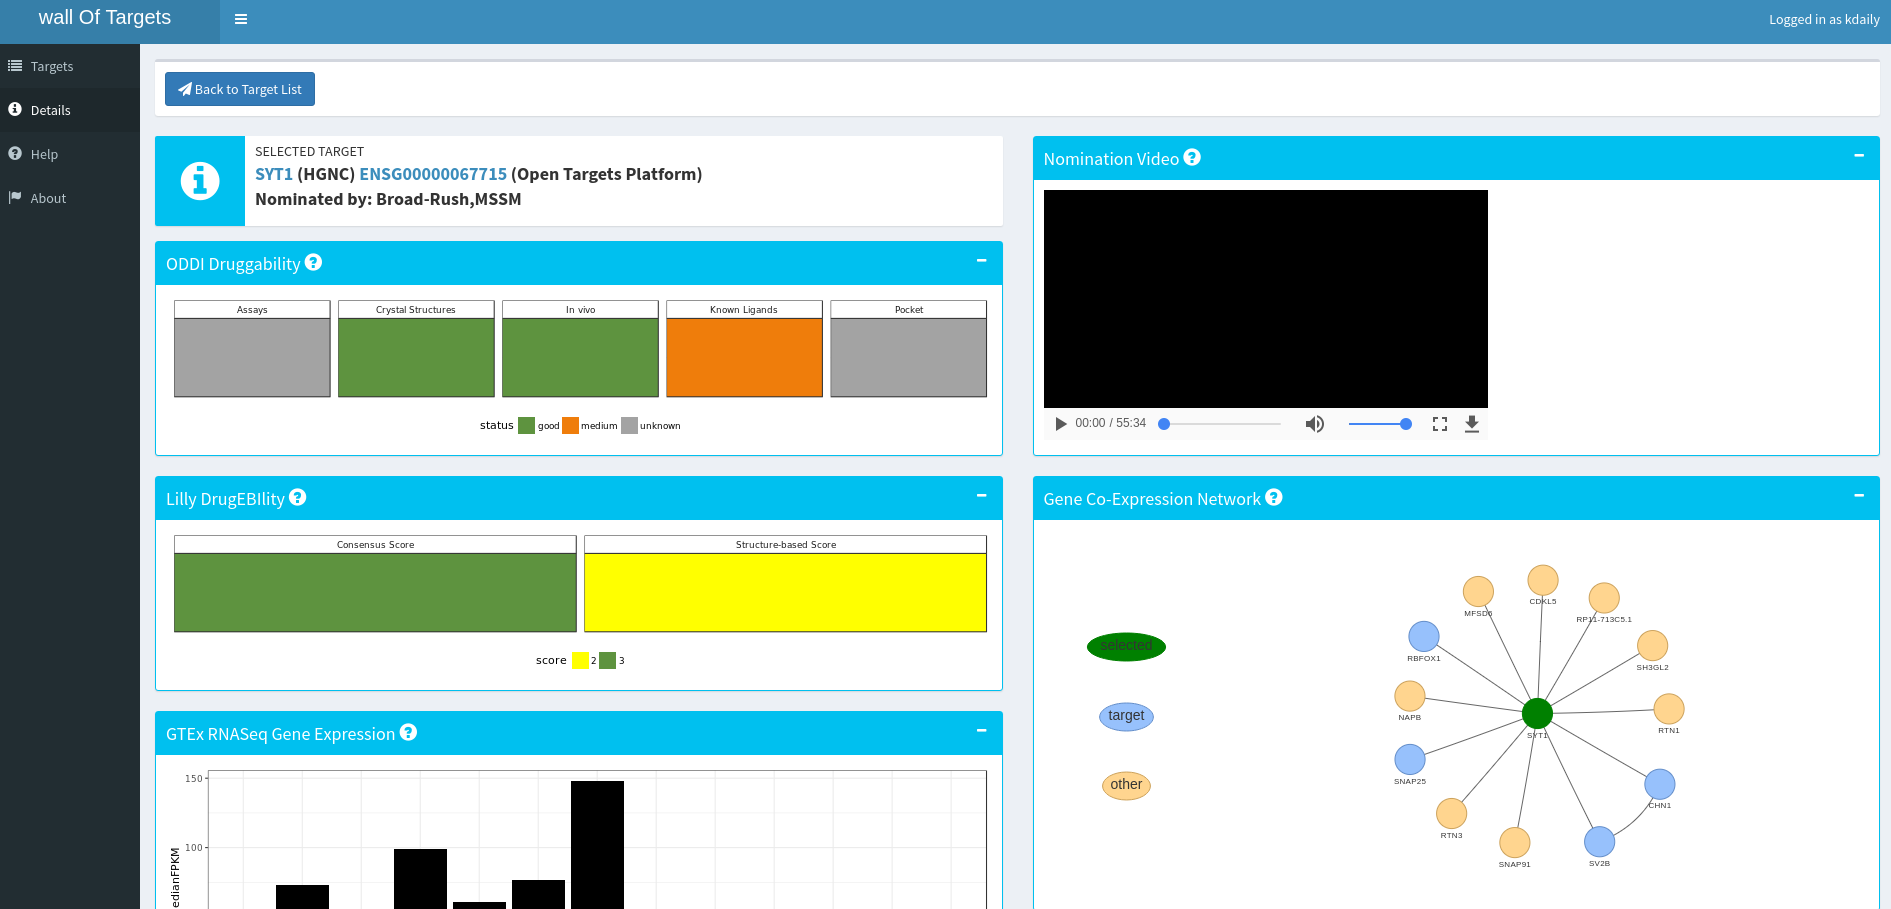 wall Of Targets
Logged in as kdaily
Targets
Details
Help
About
Back to Target List
SELECTED TARGET
SYT1 (HGNC) ENSG00000067715 (Open Targets Platform)
Nominated by: Broad-Rush,MSSM
Nomination Video
00:00 / 55:34
ODDI Druggability
Assays
Crystal Structures
In vivo
Known Ligands
Pocket
status good medium unknown
Lilly DrugEBIlity
Consensus Score
Structure-based Score
score 2 3
Gene Co-Expression Network
selected
target
other
MFSD6
CDKL5
RP11-713C5.1
RBFOX1
SH3GL2
NAPB
RTN1
SYT1
SNAP25
CHN1
RTN3
SNAP91
SV2B
GTEx RNASeq Gene Expression
150
100
edianFPKM